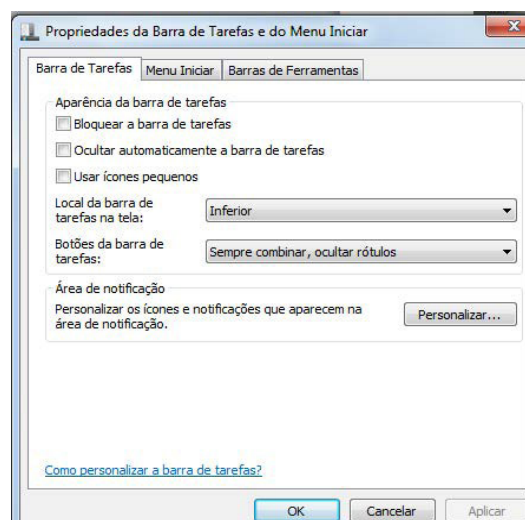 Propriedades da Barra de Tarefas e do Menu Iniciar
Barra de Tarefas Menu Iniciar Barras de Ferramentas
Aparência da barra de tarefas
Bloquear a barra de tarefas
Ocultar automaticamente a barra de tarefas
Usar ícones pequenos
Local da barra de
tarefas na tela:
Inferior
Botões da barra de
tarefas:
Sempre combinar, ocultar rótulos
Área de notificação
Personalizar os ícones e notificações que aparecem na
área de notificação.
Personalizar...
Como personalizar a barra de tarefas?
OK Cancelar Aplicar